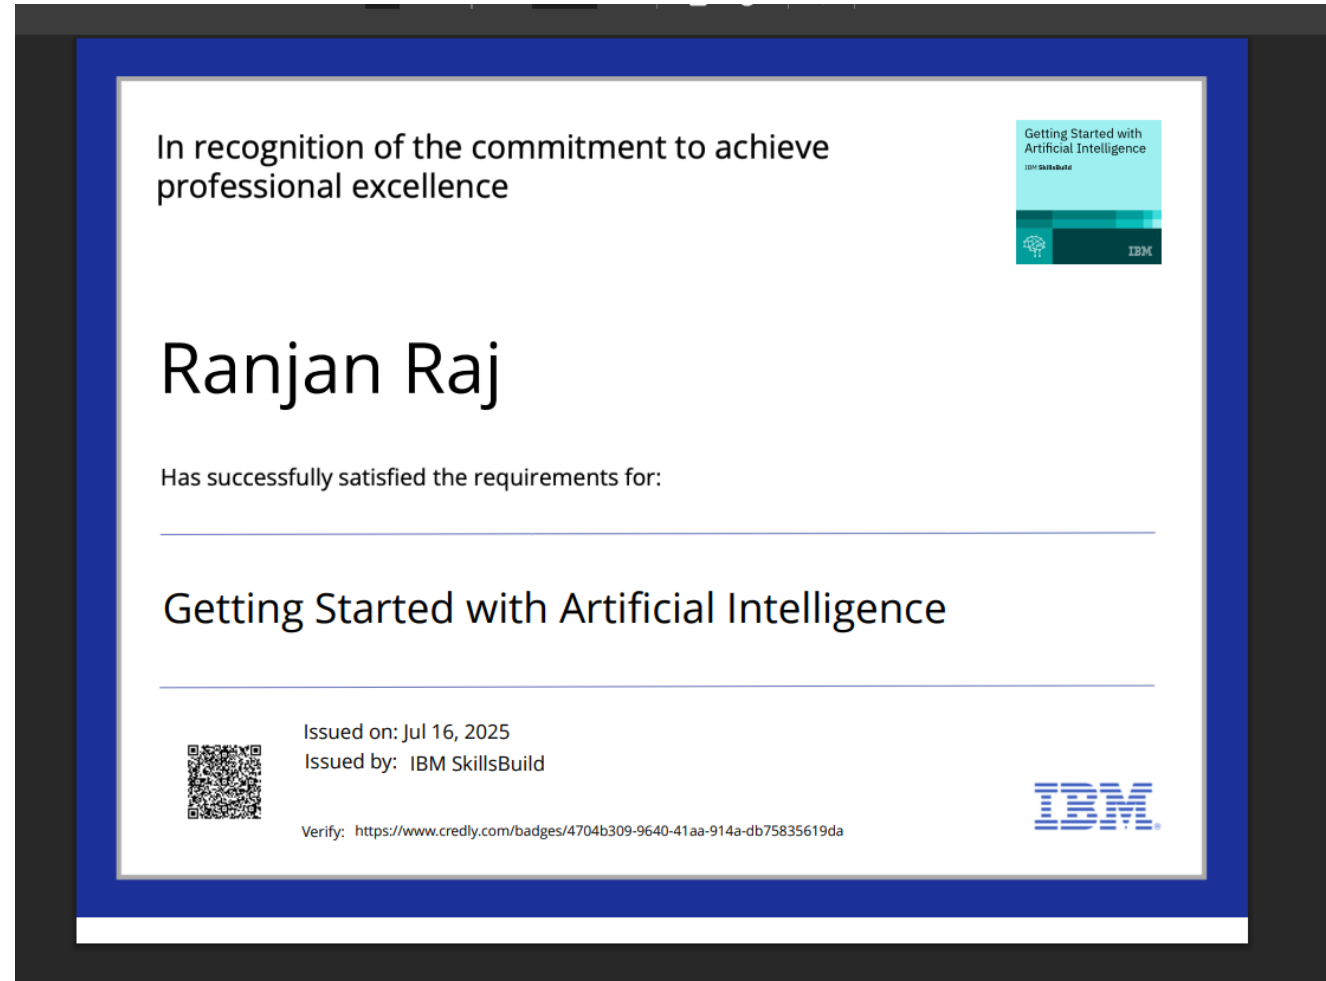 In recognition of the commitment to achieve
professional excellence
Getting Started with
Artificial Intelligence
IBM SkillsBuild
IBM
Ranjan Raj
Has successfully satisfied the requirements for:
Getting Started with Artificial Intelligence
Issued on: Jul 16, 2025
Issued by: IBM SkillsBuild
Verify: https://www.credly.com/badges/4704b309-9640-41aa-914a-db75835619da
IBM®